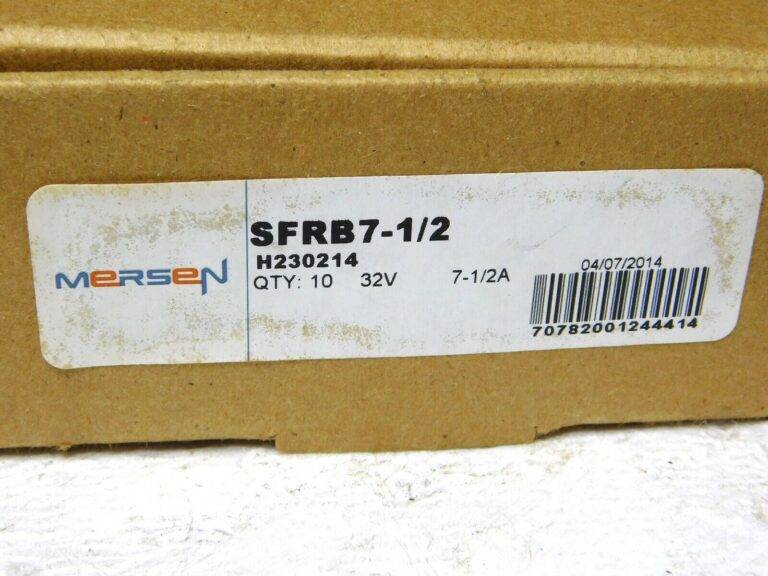 MERSEN
SFRB7-1/2
H230214
QTY: 10 32V 7-1/2A
04/07/2014
70782001244414